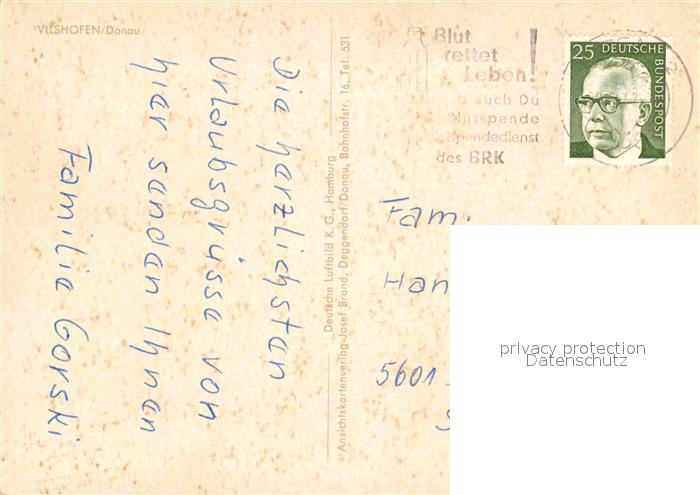 VILSHOFEN/Donau
Die herzlichsten
Urlaubsgrüsse von
hier senden Ihnen
Familie Gorski
Deutsche Luftbild K.G., Hamburg
Ansichtskartenverlag Josef Brand, Deggendorf/Donau, Bahnhofstr. 16, Tel. 531
Blut
rettet
Leben!
auch Du
Blutspende
spendedienst
des BRK
25 DEUTSCHE
BUNDESPOST
Fam.
Han
5601
privacy protection
Datenschutz